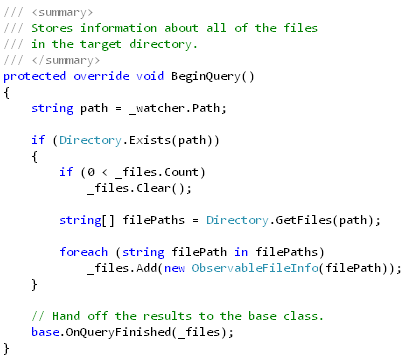 /// <summary>
/// Stores information about all of the files
/// in the target directory.
/// </summary>
protected override void BeginQuery()
{
    string path = _watcher.Path;

    if (Directory.Exists(path))
    {
        if (0 < _files.Count)
            _files.Clear();

        string[] filePaths = Directory.GetFiles(path);

        foreach (string filePath in filePaths)
            _files.Add(new ObservableFileInfo(filePath));
    }

    // Hand off the results to the base class.
    base.OnQueryFinished(_files);
}